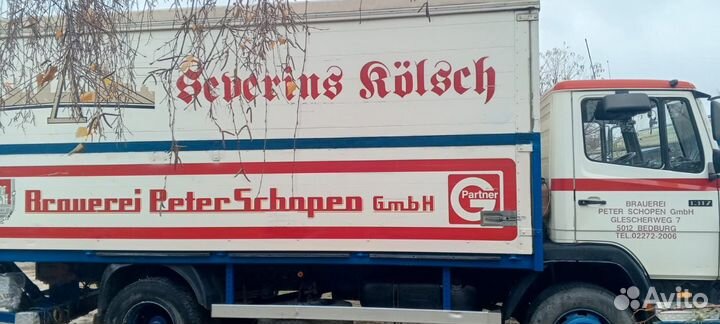 Severins Kölsch
Brauerei Peter Schopen GmbH
Partner
1317
BRAUEREI
PETER SCHOPEN GmbH
GLESCHERWEG 7
5012 BEDBURG
TEL.02272-2006
Avito